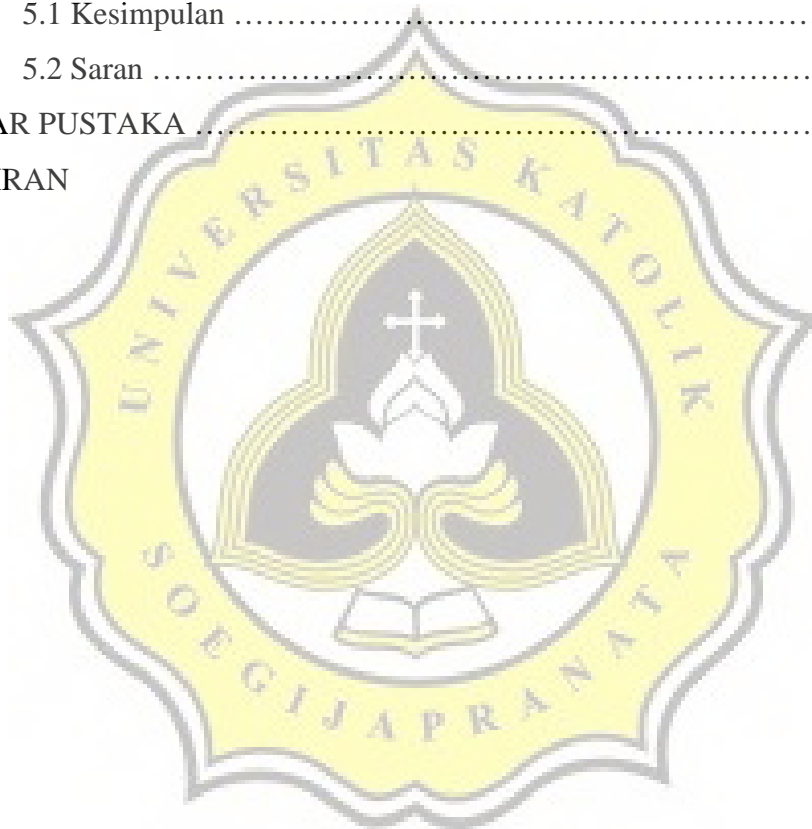 5.1 Kesimpulan ……………………………………………………
5.2 Saran …………………………………………………………
AR PUSTAKA ……………………………………………………
RAN
UNIVERSITAS KATOLIK
SOEGIJAPRANATA